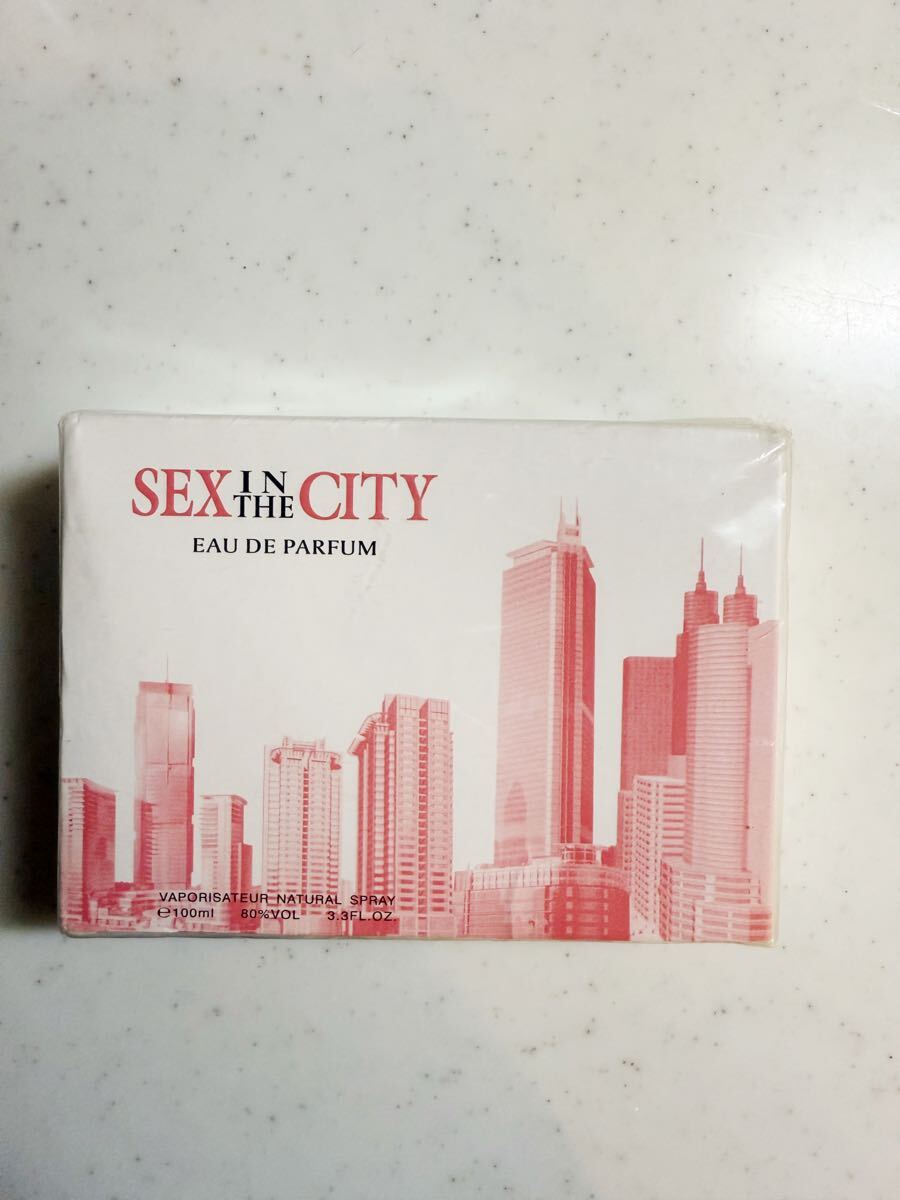 SEX IN THE CITY
EAU DE PARFUM
VAPORISATEUR NATURAL SPRAY
℮100ml 80%VOL 3.3FL.OZ.